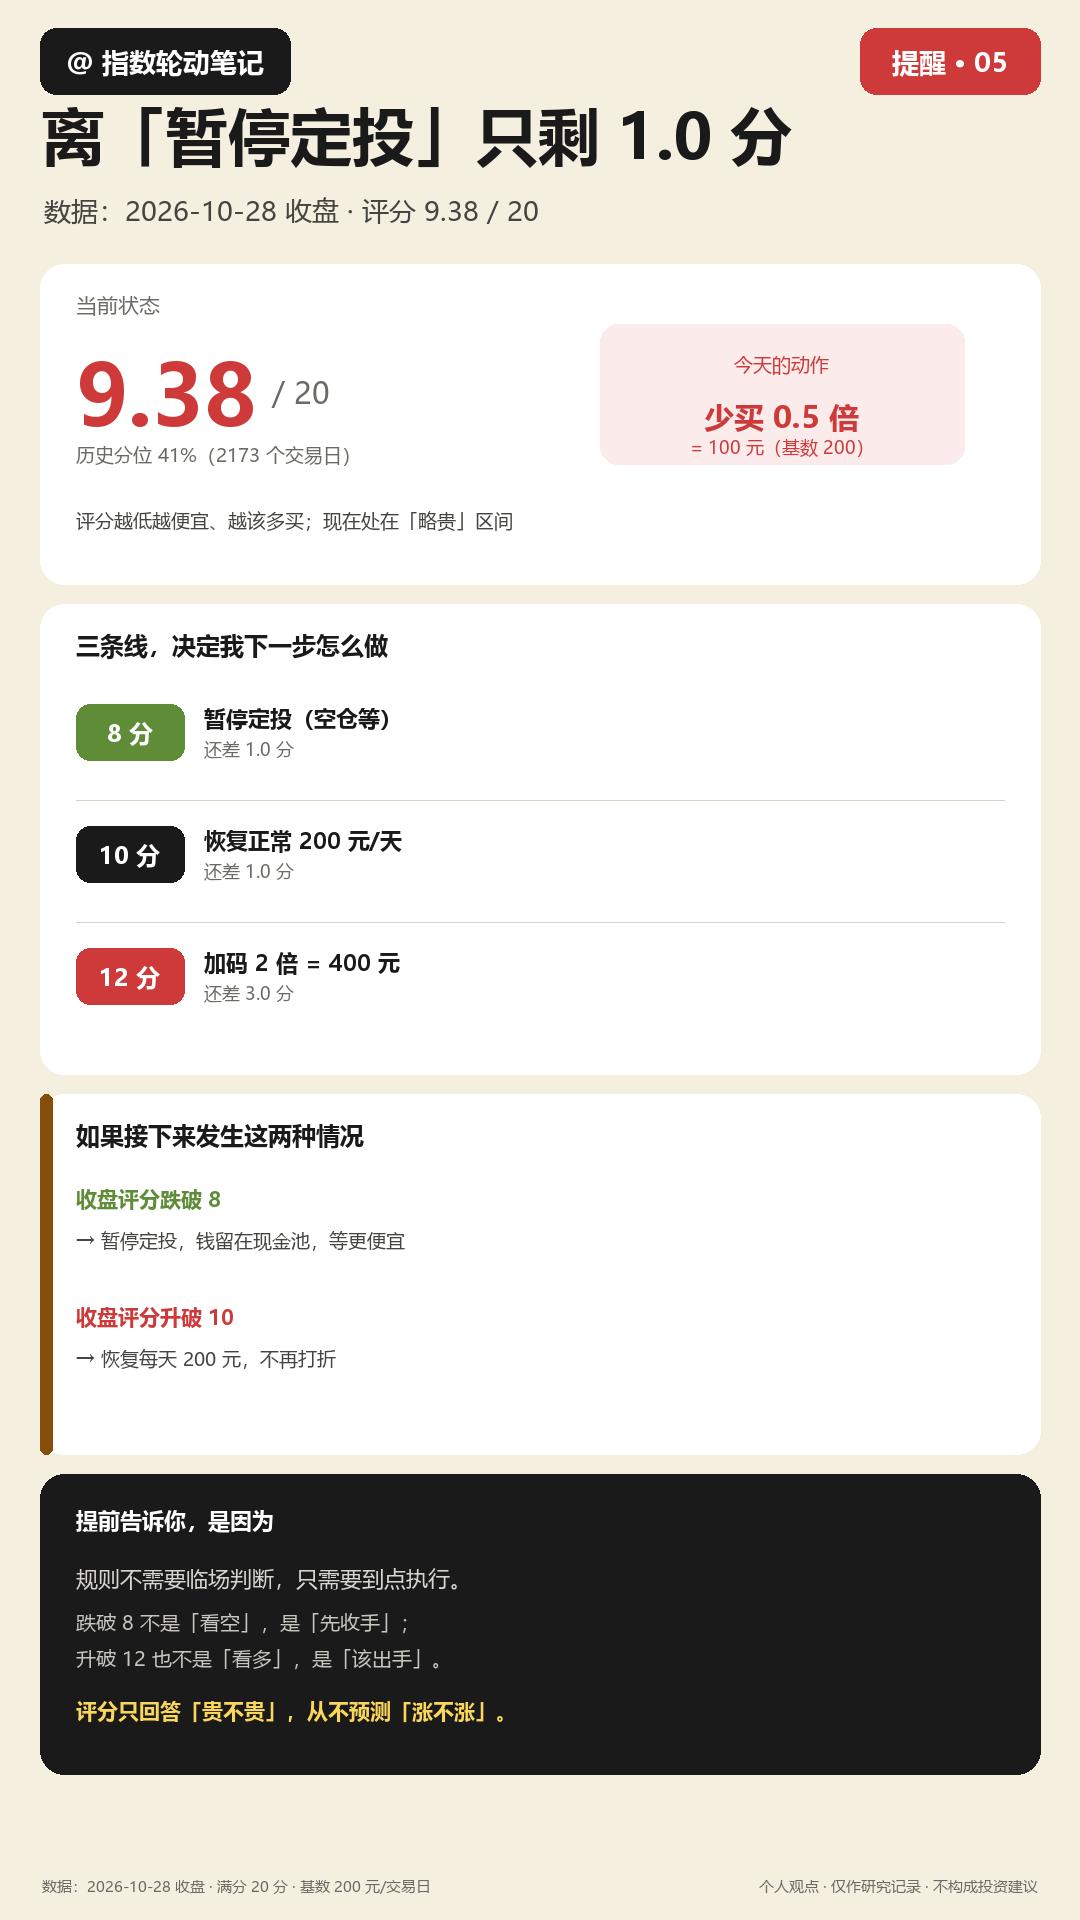 @ 指数轮动笔记
提醒 • 05
离「暂停定投」只剩 1.0 分
数据：2026-10-28 收盘 · 评分 9.38 / 20
当前状态
9.38 / 20
历史分位 41%（2173 个交易日）
今天的动作
少买 0.5 倍
= 100 元（基数 200）
评分越低越便宜、越该多买；现在处在「略贵」区间
三条线，决定我下一步怎么做
8 分
暂停定投（空仓等）
还差 1.0 分
10 分
恢复正常 200 元/天
还差 1.0 分
12 分
加码 2 倍 = 400 元
还差 3.0 分
如果接下来发生这两种情况
收盘评分跌破 8
→ 暂停定投，钱留在现金池，等更便宜
收盘评分升破 10
→ 恢复每天 200 元，不再打折
提前告诉你，是因为
规则不需要临场判断，只需要到点执行。
跌破 8 不是「看空」，是「先收手」；
升破 12 也不是「看多」，是「该出手」。
评分只回答「贵不贵」，从不预测「涨不涨」。
数据：2026-10-28 收盘 · 满分 20 分 · 基数 200 元/交易日
个人观点 · 仅作研究记录 · 不构成投资建议